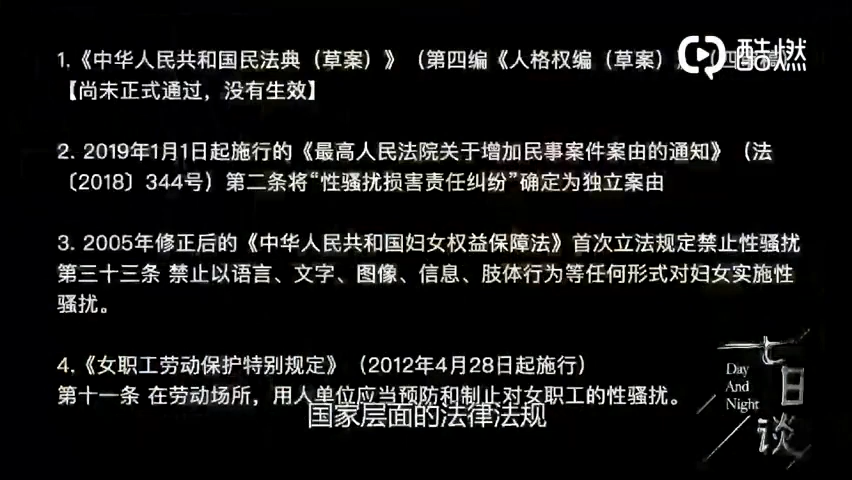 1.《中华人民共和国民法典（草案）》（第四编《人格权编（草案）
酷燃
【尚未正式通过，没有生效】
2. 2019年1月1日起施行的《最高人民法院关于增加民事案件案由的通知》（法
〔2018〕344号）第二条将“性骚扰损害责任纠纷”确定为独立案由
3. 2005年修正后的《中华人民共和国妇女权益保障法》首次立法规定禁止性骚扰
第三十三条 禁止以语言、文字、图像、信息、肢体行为等任何形式对妇女实施性
骚扰。
4.《女职工劳动保护特别规定》（2012年4月28日起施行）
第十一条 在劳动场所，用人单位应当预防和制止对女职工的性骚扰。
国家层面的法律法规
七日谈
Day
And
Night